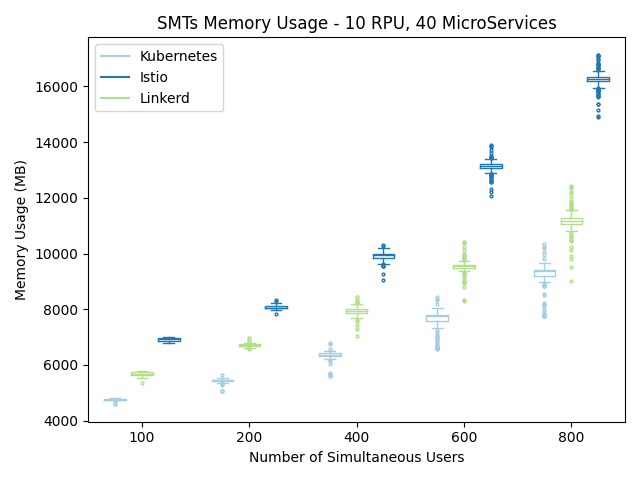 SMTs Memory Usage - 10 RPU, 40 MicroServices
Kubernetes
Istio
Linkerd
Memory Usage (MB)
16000
14000
12000
10000
8000
6000
4000
100 200 400 600 800
Number of Simultaneous Users